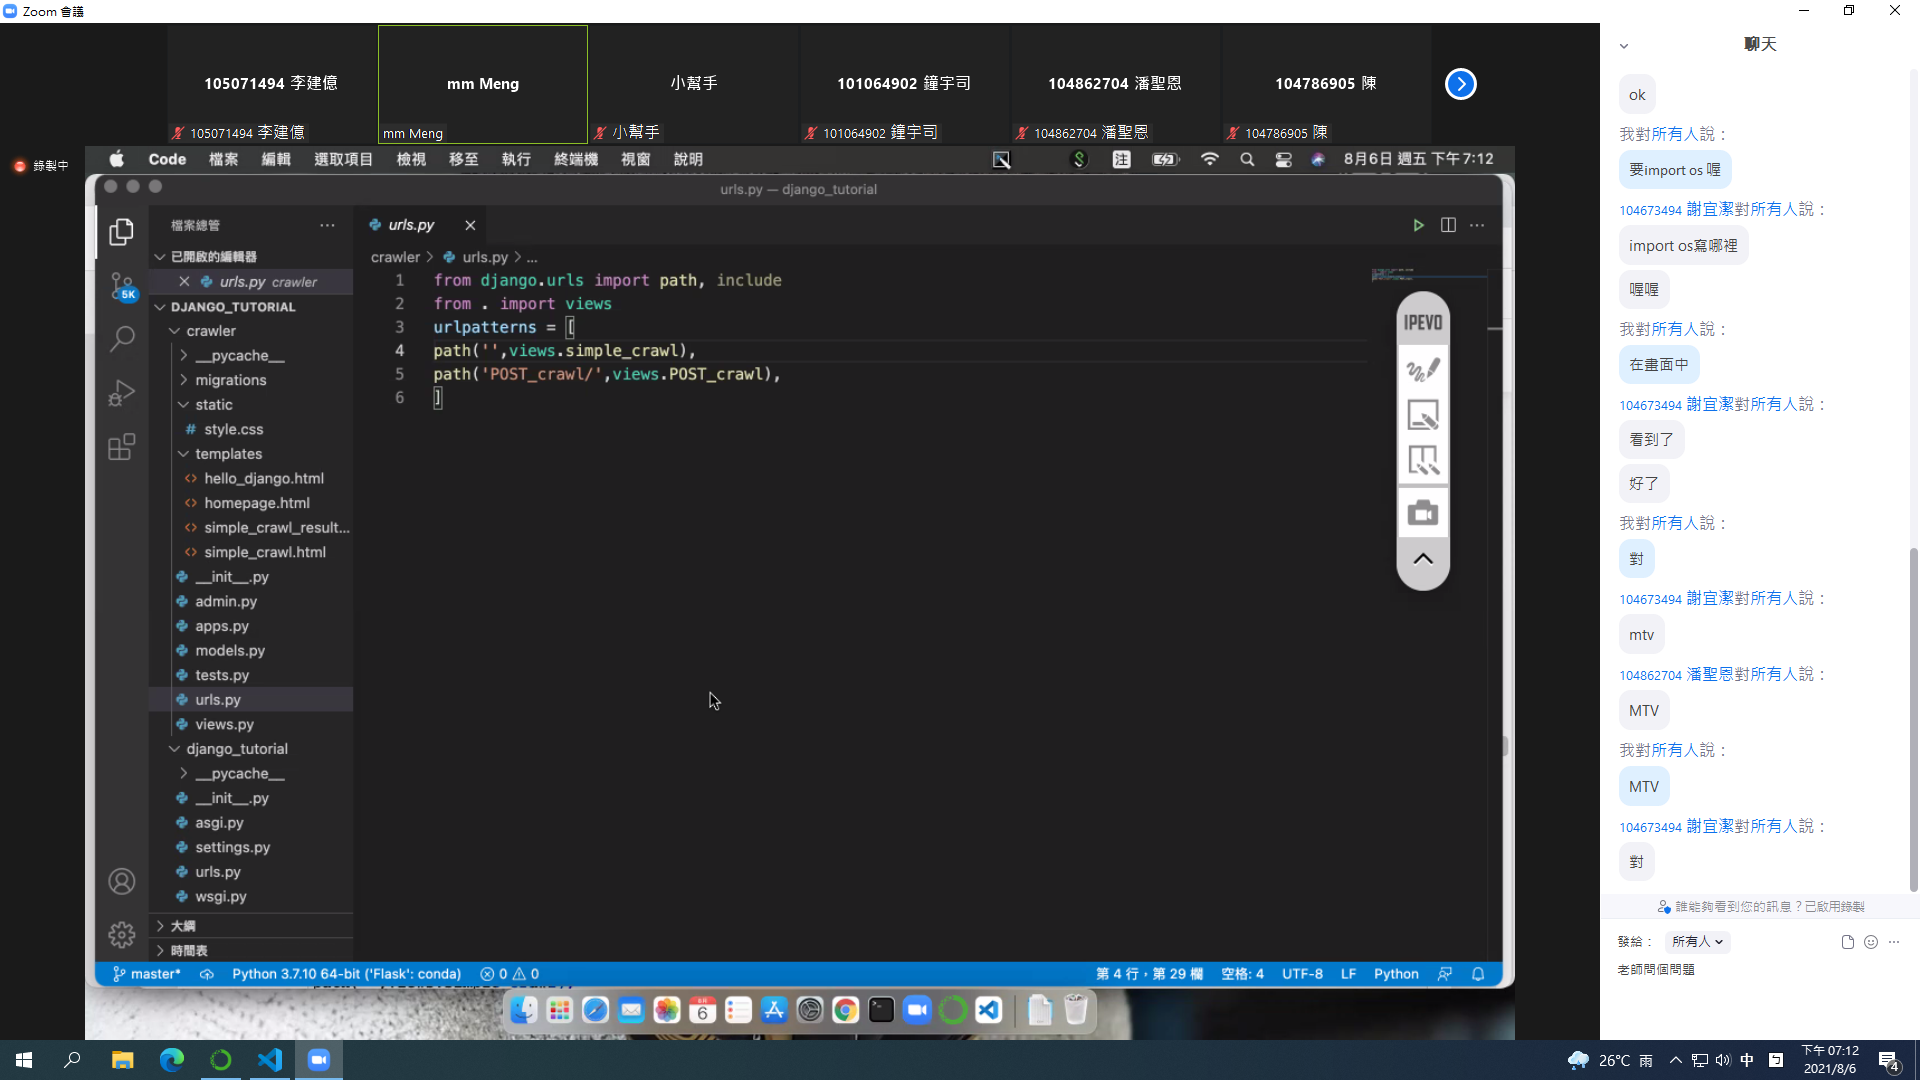 Zoom 會議
105071494 李建億
mm Meng
小幫手
101064902 鐘宇司
104862704 潘聖恩
104786905 陳
105071494 李建億
mm Meng
小幫手
101064902 鐘宇司
104862704 潘聖恩
104786905 陳
錄製中
Code 檔案 編輯 選取項目 檢視 移至 執行 終端機 視窗 說明
注
8月6日 週五 下午7:12
urls.py — django_tutorial
檔案總管
urls.py
已開啟的編輯器
urls.py crawler
5K
DJANGO_TUTORIAL
crawler
__pycache__
migrations
static
style.css
templates
hello_django.html
homepage.html
simple_crawl_result...
simple_crawl.html
__init__.py
admin.py
apps.py
models.py
tests.py
urls.py
views.py
django_tutorial
__pycache__
__init__.py
asgi.py
settings.py
urls.py
wsgi.py
大綱
時間表
crawler > urls.py > ...
1 from django.urls import path, include
2 from . import views
3 urlpatterns = [
4 path('',views.simple_crawl),
5 path('POST_crawl/',views.POST_crawl),
6 ]
IPEVO
master* Python 3.7.10 64-bit ('Flask': conda) 0 0
第 4 行，第 29 欄 空格: 4 UTF-8 LF Python
8月
6
聊天
ok
我對所有人說：
要import os 喔
104673494 謝宜潔對所有人說：
import os寫哪裡
喔喔
我對所有人說：
在畫面中
104673494 謝宜潔對所有人說：
看到了
好了
我對所有人說：
對
104673494 謝宜潔對所有人說：
mtv
104862704 潘聖恩對所有人說：
MTV
我對所有人說：
MTV
104673494 謝宜潔對所有人說：
對
誰能夠看到您的訊息？已啟用錄製
發給： 所有人
老師問個問題
26°C 雨
中
下午 07:12
2021/8/6
4